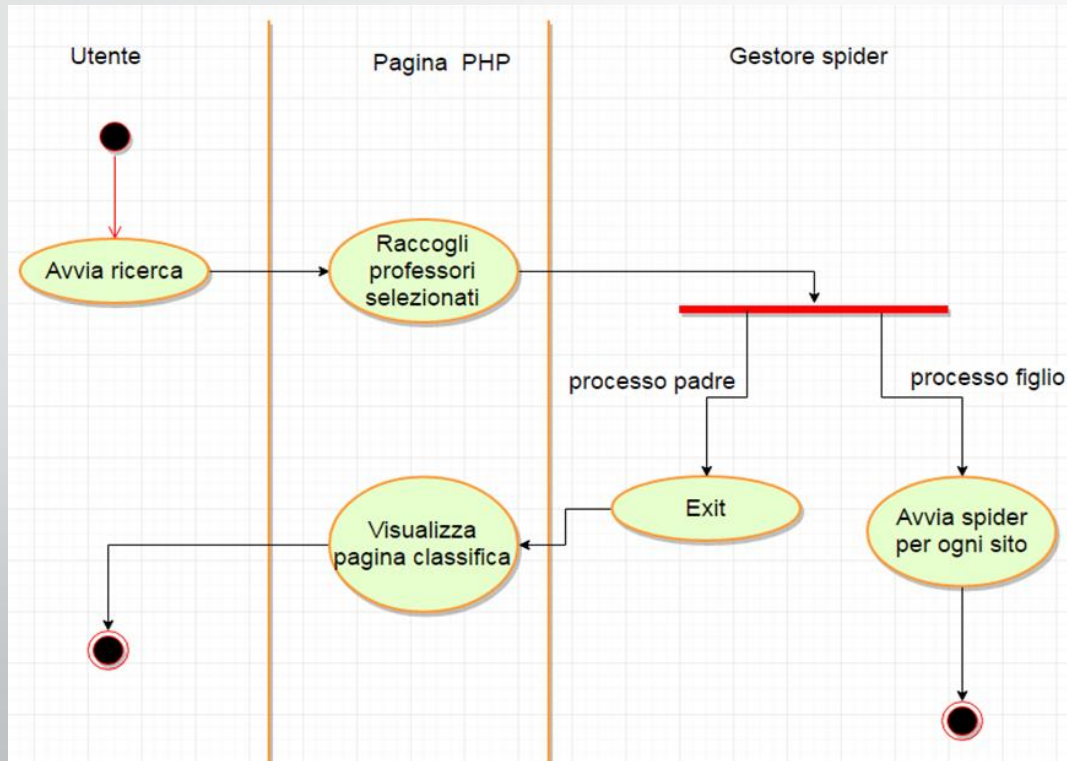 Utente
Pagina PHP
Gestore spider
Avvia ricerca
Raccogli
professori
selezionati
processo padre
processo figlio
Visualizza
pagina classifica
Exit
Avvia spider
per ogni sito